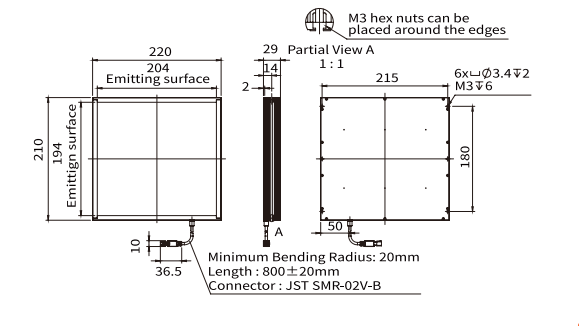 M3 hex nuts can be
placed around the edges
Partial View A
1 : 1
220
204
Emitting surface
29
14
2
215
6x⌴∅3.4↧2
M3↧6
210
194
Emittign surface
180
50
A
10
36.5
Minimum Bending Radius: 20mm
Length : 800±20mm
Connector : JST SMR-02V-B